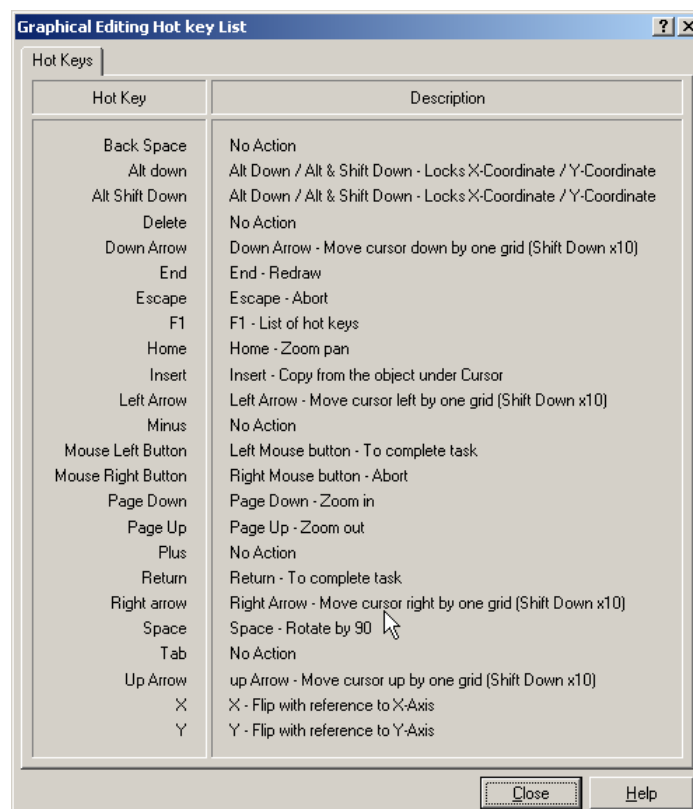 Graphical Editing Hot key List
Hot Keys
Hot Key Description
Back Space No Action
Alt down Alt Down / Alt & Shift Down - Locks X-Coordinate / Y-Coordinate
Alt Shift Down Alt Down / Alt & Shift Down - Locks X-Coordinate / Y-Coordinate
Delete No Action
Down Arrow Down Arrow - Move cursor down by one grid (Shift Down x10)
End End - Redraw
Escape Escape - Abort
F1 F1 - List of hot keys
Home Home - Zoom pan
Insert Insert - Copy from the object under Cursor
Left Arrow Left Arrow - Move cursor left by one grid (Shift Down x10)
Minus No Action
Mouse Left Button Left Mouse button - To complete task
Mouse Right Button Right Mouse button - Abort
Page Down Page Down - Zoom in
Page Up Page Up - Zoom out
Plus No Action
Return Return - To complete task
Right arrow Right Arrow - Move cursor right by one grid (Shift Down x10)
Space Space - Rotate by 90
Tab No Action
Up Arrow up Arrow - Move cursor up by one grid (Shift Down x10)
X X - Flip with reference to X-Axis
Y Y - Flip with reference to Y-Axis
Close Help